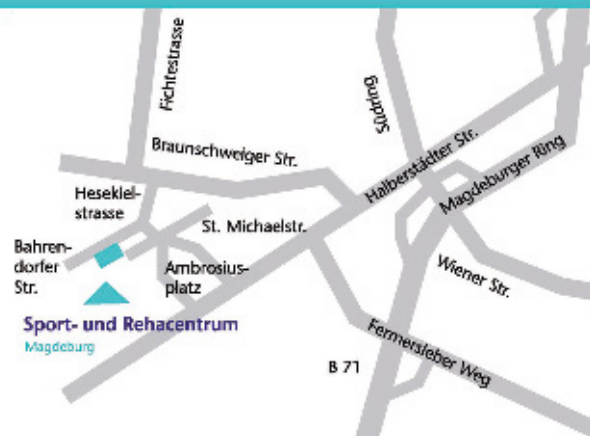 Fichtestrasse
Südring
Braunschweiger Str.
Halberstädter Str.
Magdeburger Ring
Hesekiel-
strasse
St. Michaelstr.
Bahren-
dorfer
Str.
Ambrosius-
platz
Wiener Str.
Sport- und Rehacentrum
Magdeburg
Fermersleber Weg
B 71